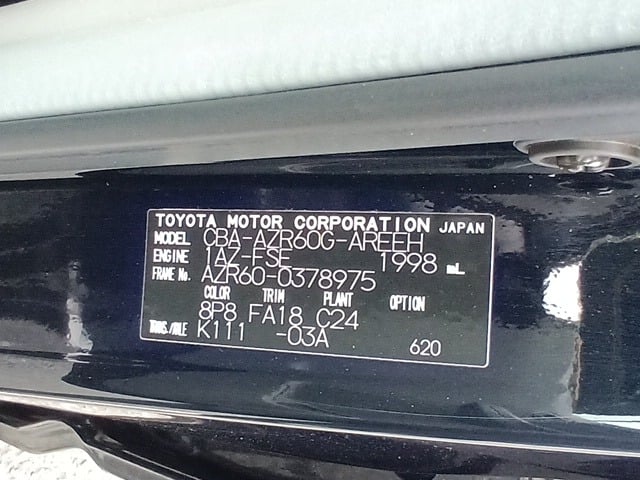 TOYOTA MOTOR CORPORATION JAPAN
MODEL CBA-AZR60G-AREEH
ENGINE 1AZ-FSE 1998 mL
FRAME No. AZR60-0378975
COLOR TRIM PLANT OPTION
8P8 FA18 C24
TRANS./AXLE K111 -03A
620